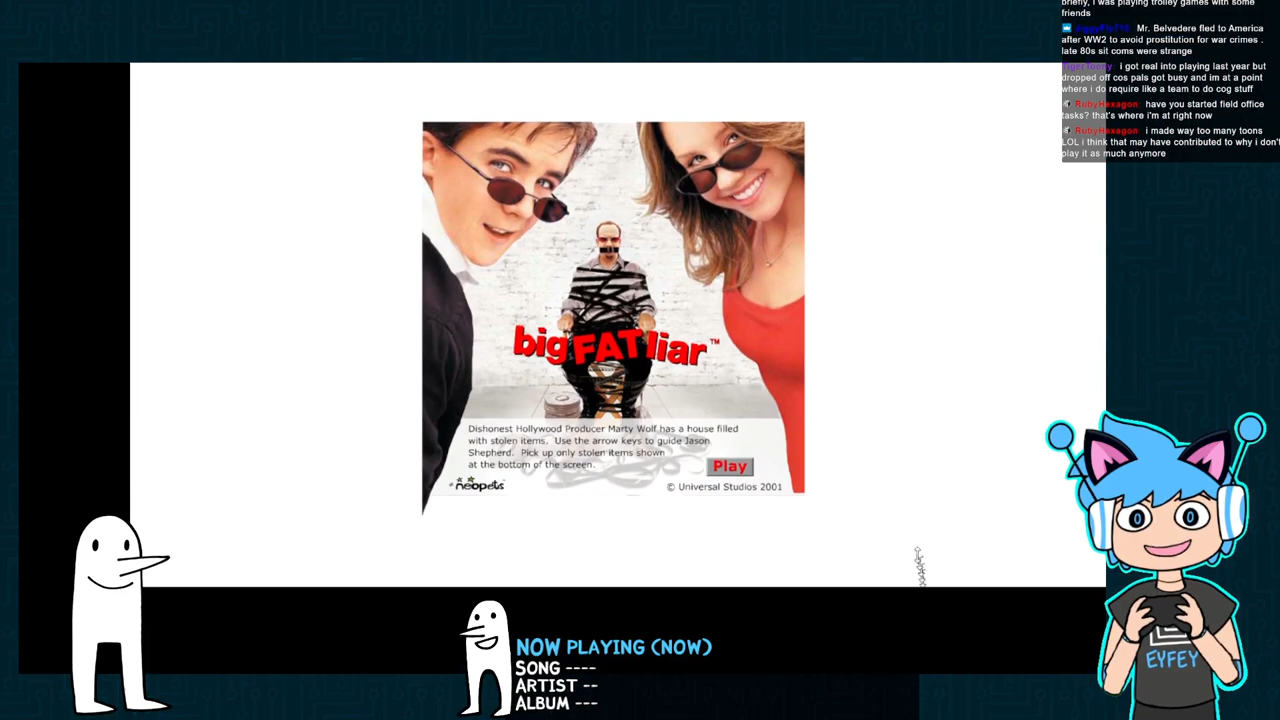 briefly, i was playing trolley games with some
friends
Mr. Belvedere fled to America
after WW2 to avoid prostitution for war crimes .
late 80s sit coms were strange
TigerToony: i got real into playing last year but
dropped off cos pals got busy and im at a point
where i do require like a team to do cog stuff
RubyHexagon: have you started field office
tasks? that's where i'm at right now
RubyHexagon: i made way too many toons
LOL i think that may have contributed to why i don't
play it as much anymore
big FAT liar™
Dishonest Hollywood Producer Marty Wolf has a house filled
with stolen items. Use the arrow keys to guide Jason
Shepherd. Pick up only stolen items shown
at the bottom of the screen.
Play
neopets
© Universal Studios 2001
EYFEY
NOW PLAYING (NOW)
SONG ----
ARTIST --
ALBUM ---